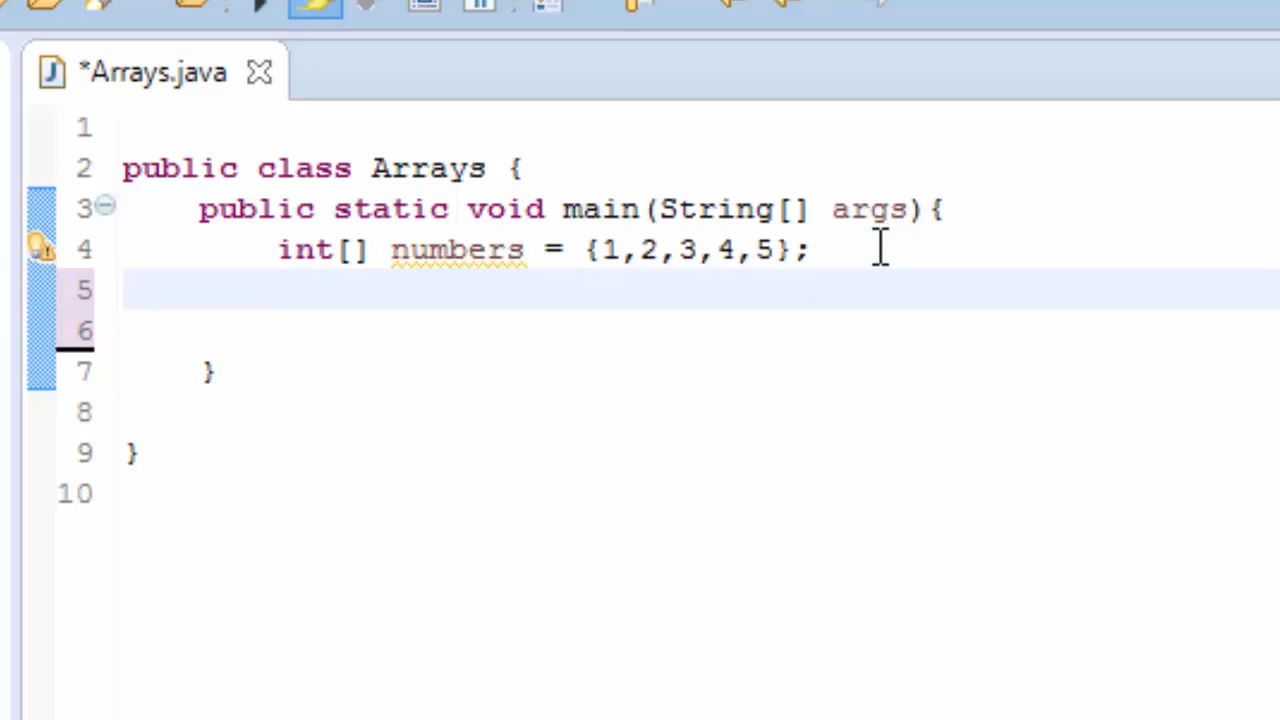 *Arrays.java
1
2 public class Arrays {
3 public static void main(String[] args){
4 int[] numbers = {1,2,3,4,5};
5
6
7 }
8
9 }
10